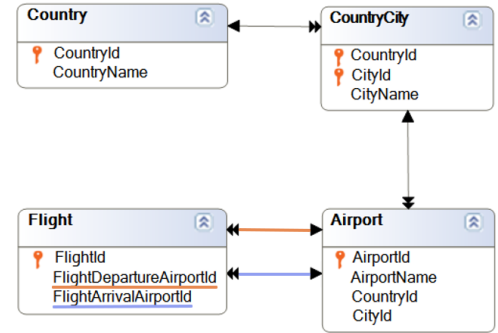 Country
CountryId
CountryName
CountryCity
CountryId
CityId
CityName
Flight
FlightId
FlightDepartureAirportId
FlightArrivalAirportId
Airport
AirportId
AirportName
CountryId
CityId